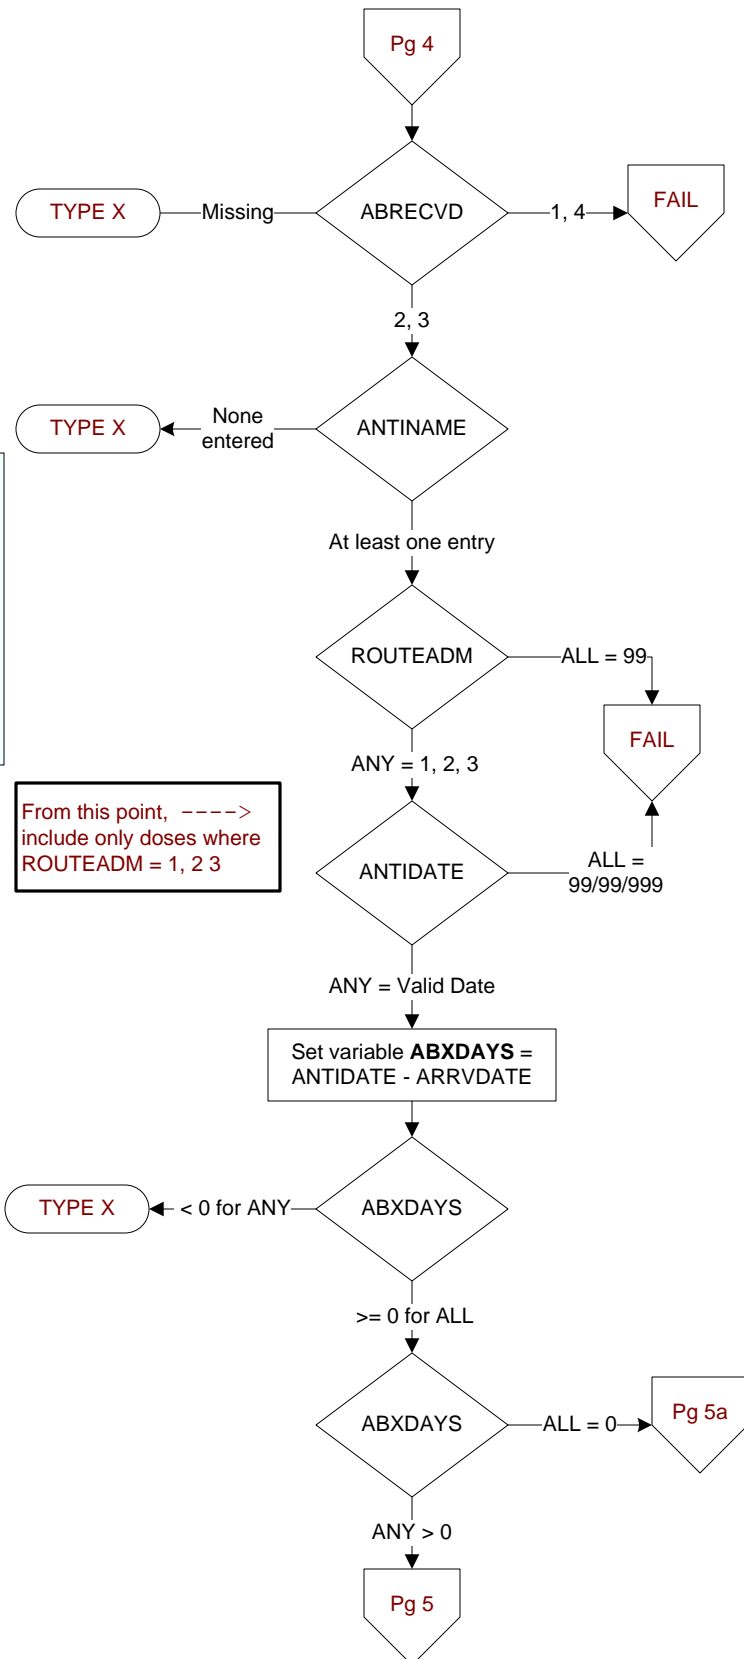 Pg 4
TYPE X
Missing
ABRECVD
1, 4
FAIL
2, 3
TYPE X
None
entered
ANTINAME
At least one entry
ROUTEADM
ALL = 99
FAIL
ANY = 1, 2, 3
From this point, ---->
include only doses where
ROUTEADM = 1, 2 3
ANTIDATE
ALL =
99/99/999
ANY = Valid Date
Set variable ABXDAYS =
ANTIDATE - ARRVDATE
TYPE X
< 0 for ANY
ABXDAYS
>= 0 for ALL
ABXDAYS
ALL = 0
Pg 5a
ANY > 0
Pg 5